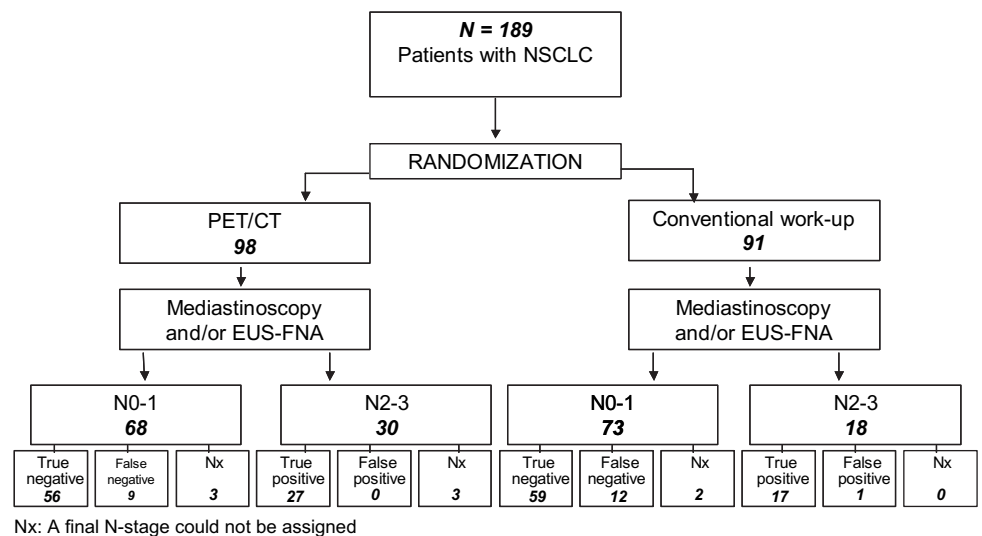 N = 189
Patients with NSCLC
RANDOMIZATION
PET/CT
98
Conventional work-up
91
Mediastinoscopy
and/or EUS-FNA
Mediastinoscopy
and/or EUS-FNA
N0-1
68
N2-3
30
N0-1
73
N2-3
18
True
negative
56
False
negative
9
Nx
3
True
positive
27
False
positive
0
Nx
3
True
negative
59
False
negative
12
Nx
2
True
positive
17
False
positive
1
Nx
0
Nx: A final N-stage could not be assigned